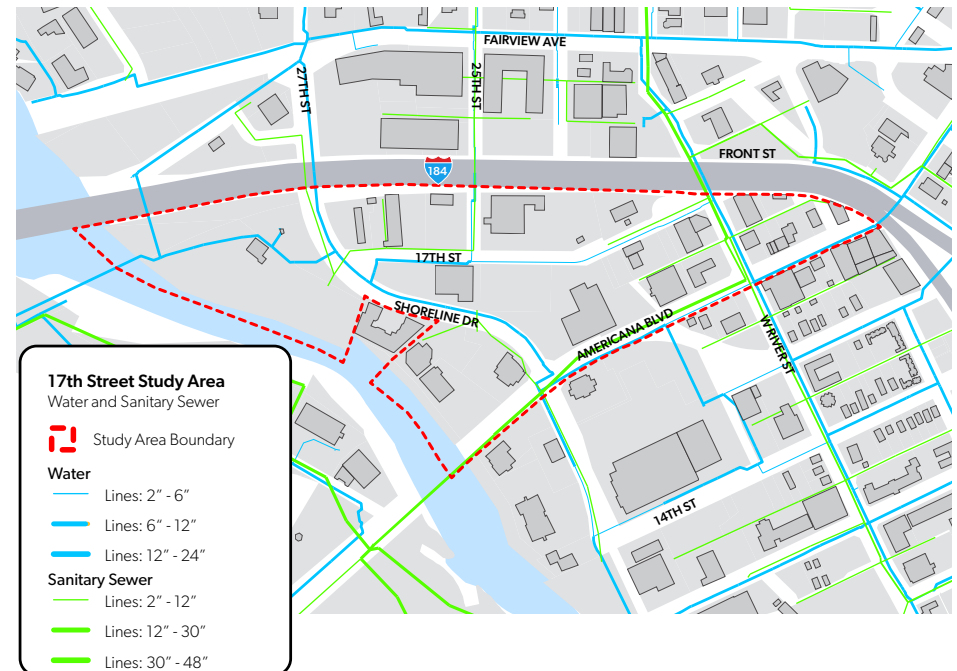 FAIRVIEW AVE
27TH ST
25TH ST
FRONT ST
184
17TH ST
SHORELINE DR
AMERICANA BLVD
W RIVER ST
14TH ST
17th Street Study Area
Water and Sanitary Sewer
Study Area Boundary
Water
Lines: 2” - 6”
Lines: 6” - 12”
Lines: 12” - 24”
Sanitary Sewer
Lines: 2” - 12”
Lines: 12” - 30”
Lines: 30” - 48”